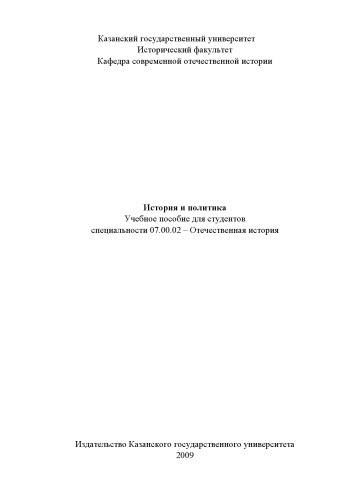 Казанский государственный университет
Исторический факультет
Кафедра современной отечественной истории
История и политика
Учебное пособие для студентов
специальности 07.00.02 – Отечественная история
Издательство Казанского государственного университета
2009